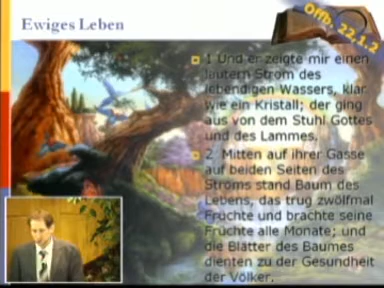 Ewiges Leben
Offb. 22,1.2
1 Und er zeigte mir einen
lautern Strom des
lebendigen Wassers, klar
wie ein Kristall; der ging
aus von dem Stuhl Gottes
und des Lammes.
2 Mitten auf ihrer Gasse
auf beiden Seiten des
Stroms stand Baum des
Lebens, das trug zwölfmal
Früchte und brachte seine
Früchte alle Monate; und
die Blätter des Baumes
dienten zu der Gesundheit
der Völker.